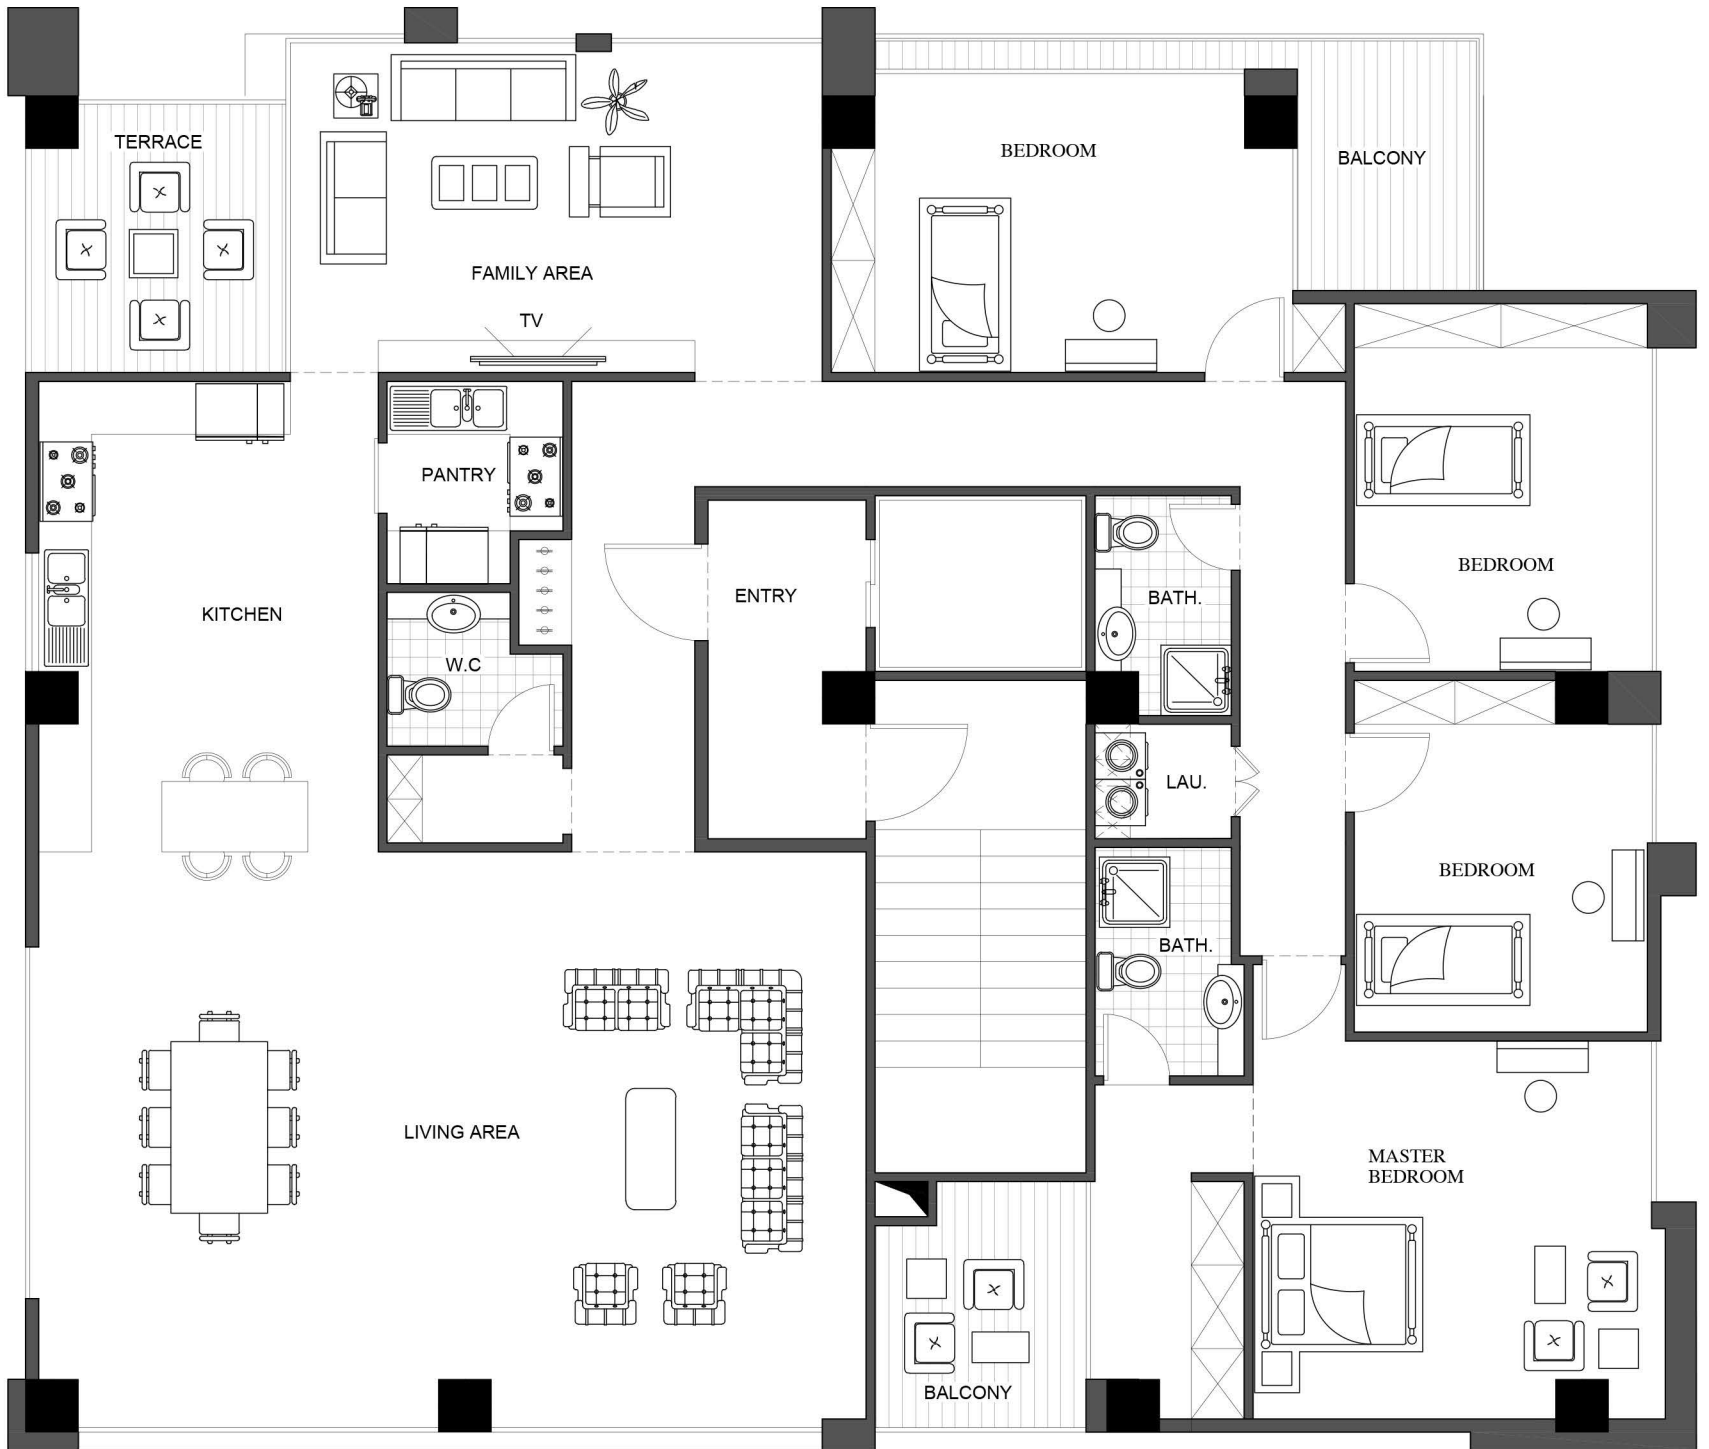 TERRACE
BEDROOM
BALCONY
FAMILY AREA
TV
PANTRY
BEDROOM
KITCHEN
ENTRY
BATH.
W.C
LAU.
BEDROOM
BATH.
LIVING AREA
MASTER
BEDROOM
BALCONY